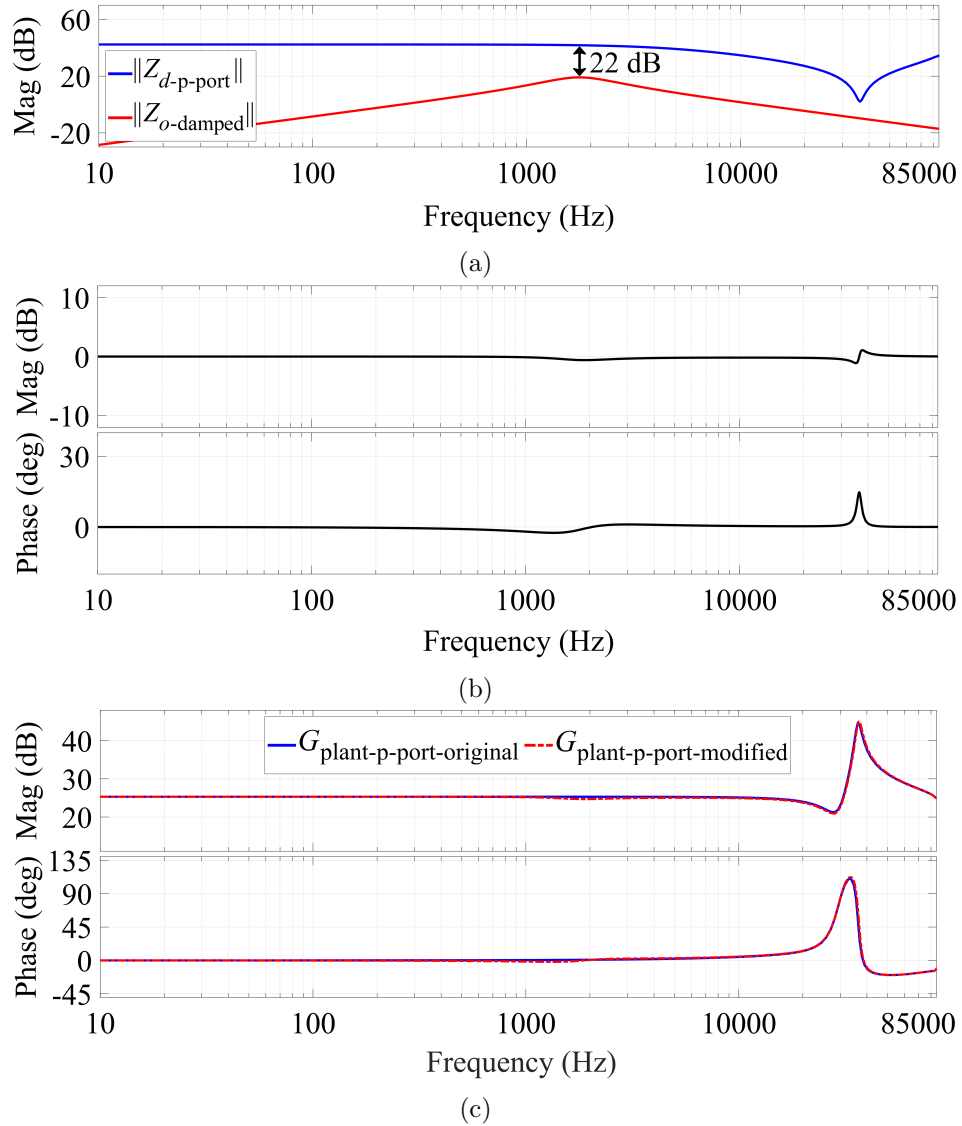 60
20
-20
Mag (dB)
‖Z_d-p-port‖
‖Z_o-damped‖
22 dB
10 100 1000 10000 85000
Frequency (Hz)
(a)
10
0
-10
Mag (dB)
30
0
Phase (deg)
10 100 1000 10000 85000
Frequency (Hz)
(b)
40
30
20
Mag (dB)
G_plant-p-port-original G_plant-p-port-modified
135
90
45
0
-45
Phase (deg)
10 100 1000 10000 85000
Frequency (Hz)
(c)